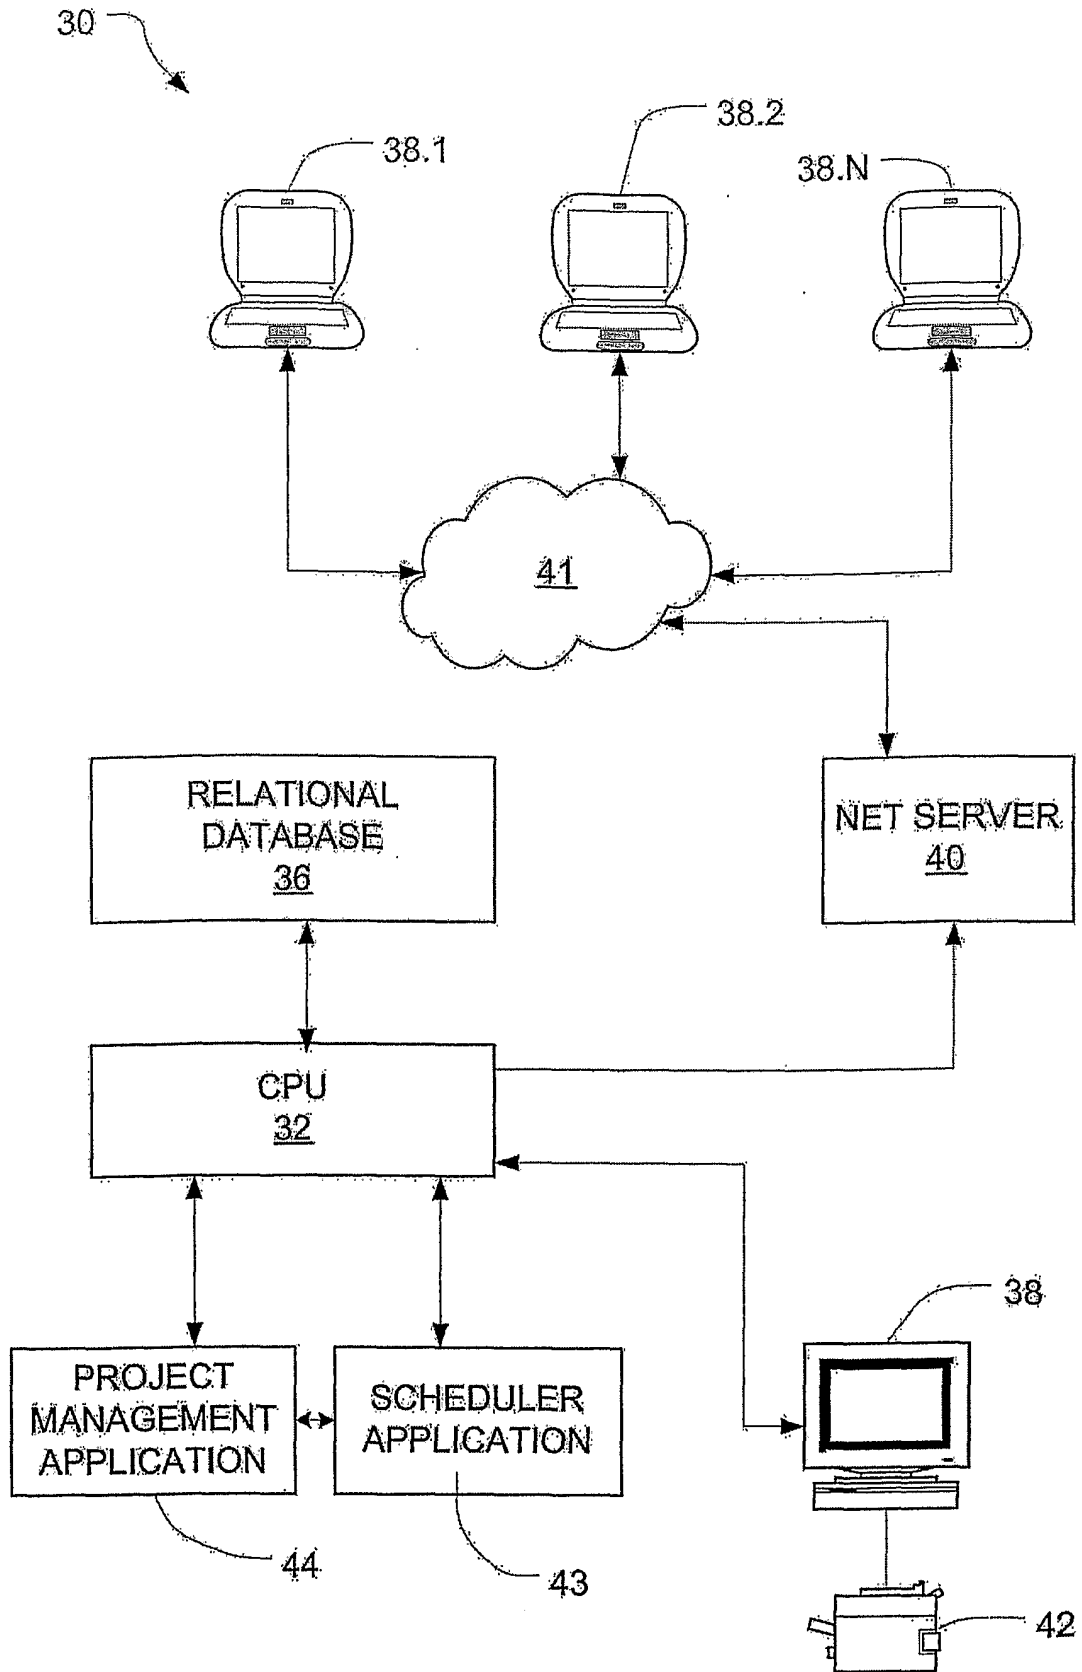 30
38.1
38.2
38.N
41
RELATIONAL
DATABASE
36
NET SERVER
40
CPU
32
38
PROJECT
MANAGEMENT
APPLICATION
SCHEDULER
APPLICATION
44
43
42